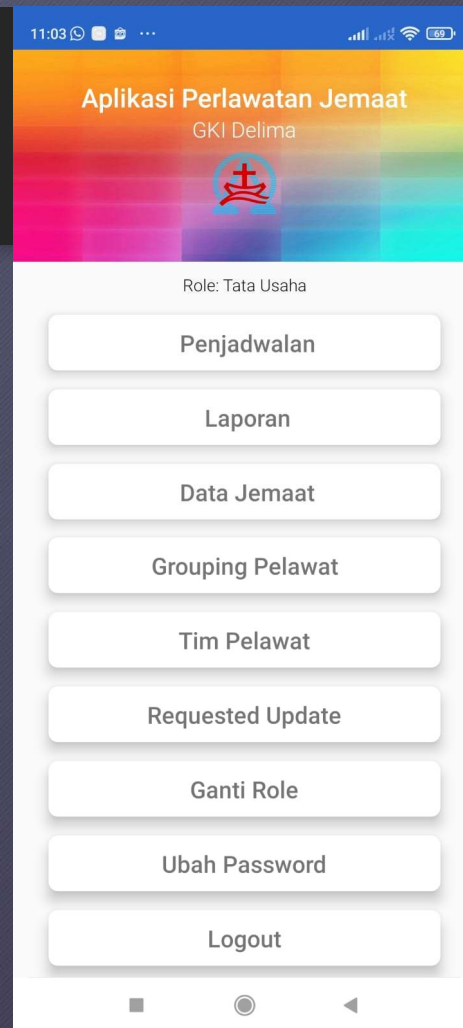 11:03
69
Aplikasi Perlawatan Jemaat
GKI Delima
Role: Tata Usaha
Penjadwalan
Laporan
Data Jemaat
Grouping Pelawat
Tim Pelawat
Requested Update
Ganti Role
Ubah Password
Logout